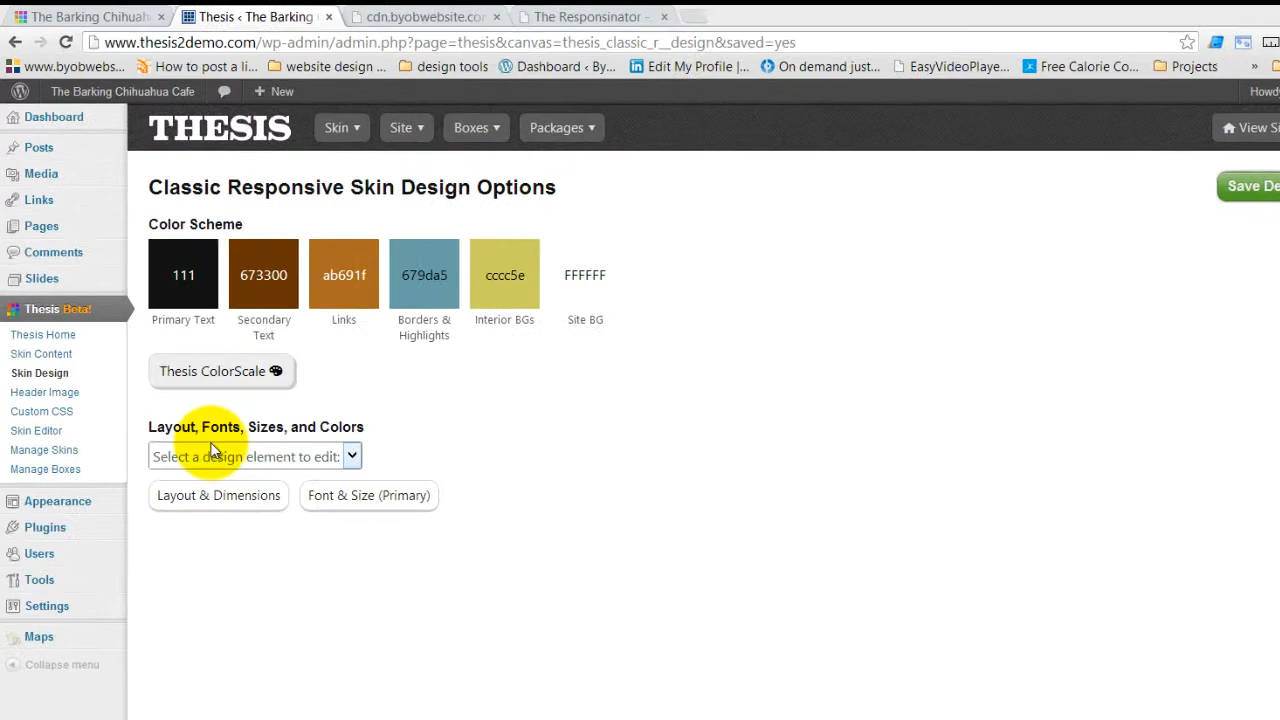 The Barking Chihuah
Thesis ‹ The Barking
cdn.byobwebsite.co
The Responsinator -
www.thesis2demo.com/wp-admin/admin.php?page=thesis&canvas=thesis_classic_r__design&saved=yes
www.byobwebs...
How to post a li...
website design ...
design tools
Dashboard ‹ By...
Edit My Profile |...
On demand just...
EasyVideoPlaye...
Free Calorie Co...
Projects
»
The Barking Chihuahua Cafe
+ New
Howdy
THESIS
Skin ▾
Site ▾
Boxes ▾
Packages ▾
View Si
Dashboard
Posts
Media
Links
Pages
Comments
Slides
Thesis Beta!
Thesis Home
Skin Content
Skin Design
Header Image
Custom CSS
Skin Editor
Manage Skins
Manage Boxes
Appearance
Plugins
Users
Tools
Settings
Maps
Collapse menu
Classic Responsive Skin Design Options
Save De
Color Scheme
111
673300
ab691f
679da5
cccc5e
FFFFFF
Primary Text
Secondary
Text
Links
Borders &
Highlights
Interior BGs
Site BG
Thesis ColorScale
Layout, Fonts, Sizes, and Colors
Select a design element to edit:
Layout & Dimensions
Font & Size (Primary)